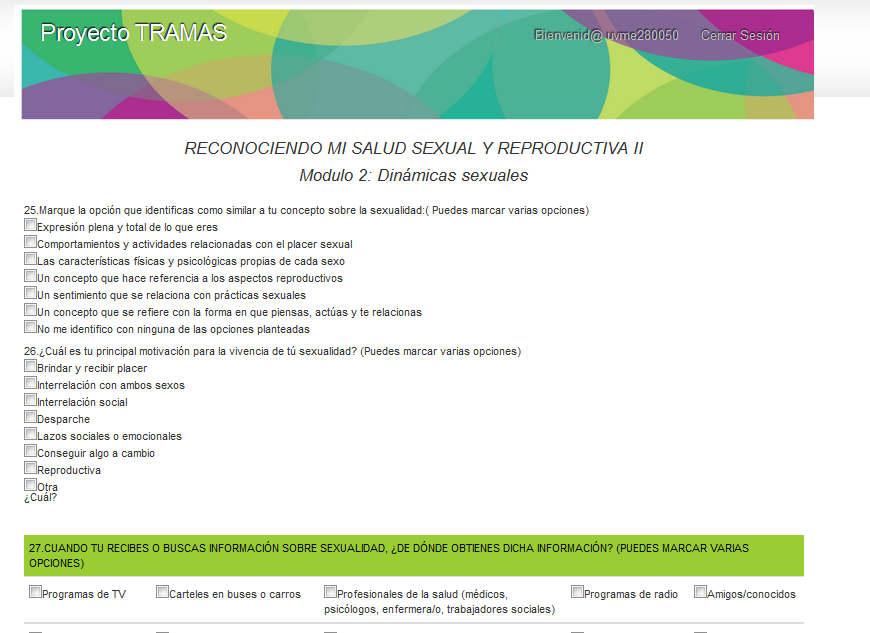 Proyecto TRAMAS
Bienvenid@ uvme280050 Cerrar Sesión
RECONOCIENDO MI SALUD SEXUAL Y REPRODUCTIVA II
Modulo 2: Dinámicas sexuales
25.Marque la opción que identificas como similar a tu concepto sobre la sexualidad:( Puedes marcar varias opciones)
Expresión plena y total de lo que eres
Comportamientos y actividades relacionadas con el placer sexual
Las características físicas y psicológicas propias de cada sexo
Un concepto que hace referencia a los aspectos reproductivos
Un sentimiento que se relaciona con prácticas sexuales
Un concepto que se refiere con la forma en que piensas, actúas y te relacionas
No me identifico con ninguna de las opciones planteadas
26.¿Cuál es tu principal motivación para la vivencia de tú sexualidad? (Puedes marcar varias opciones)
Brindar y recibir placer
Interrelación con ambos sexos
Interrelación social
Desparche
Lazos sociales o emocionales
Conseguir algo a cambio
Reproductiva
Otra
¿Cuál?
27.CUANDO TU RECIBES O BUSCAS INFORMACIÓN SOBRE SEXUALIDAD, ¿DE DÓNDE OBTIENES DICHA INFORMACIÓN? (PUEDES MARCAR VARIAS
OPCIONES)
Programas de TV
Carteles en buses o carros
Profesionales de la salud (médicos,
psicólogos, enfermera/o, trabajadores sociales)
Programas de radio
Amigos/conocidos